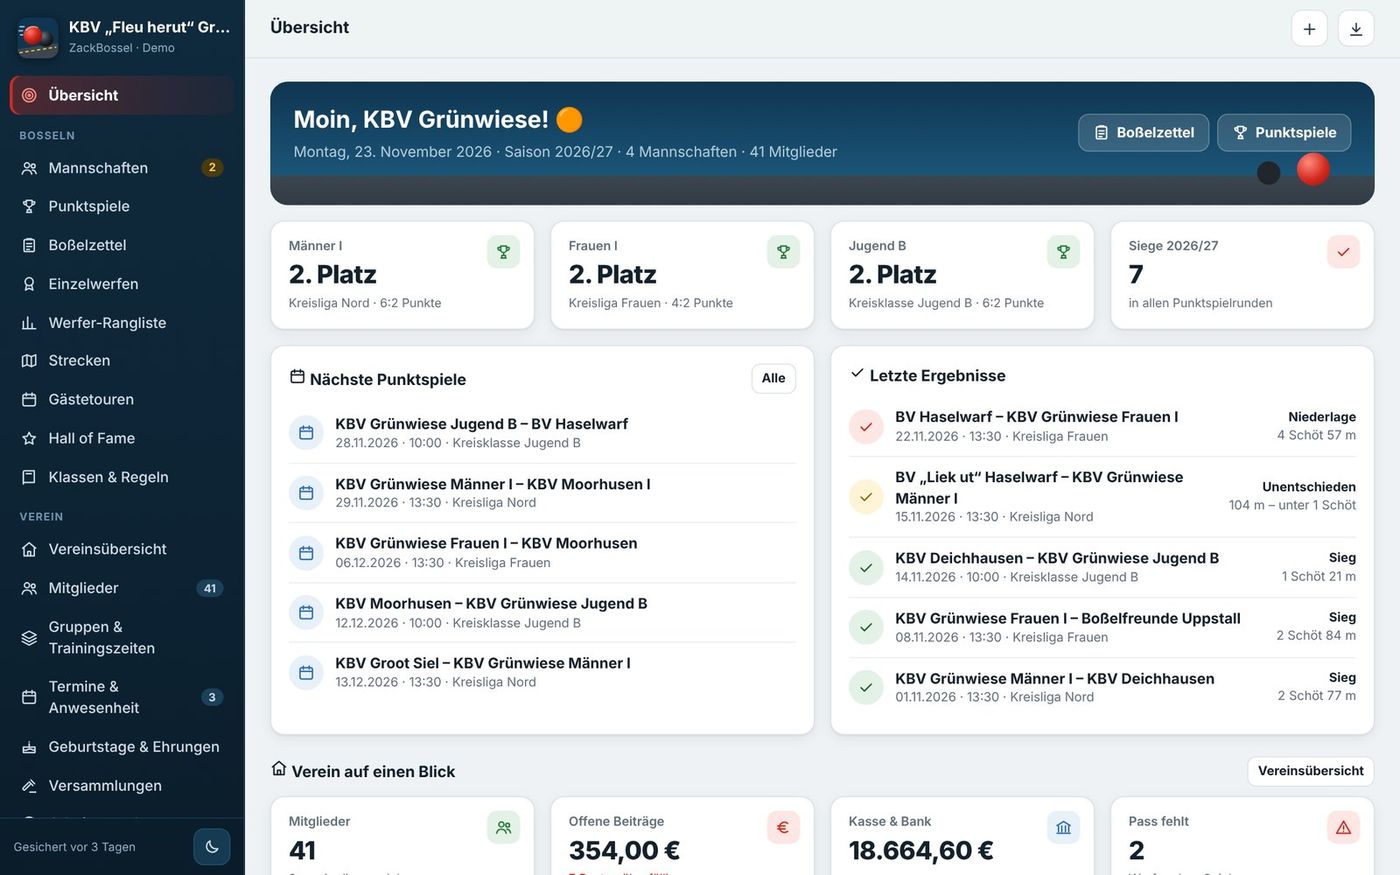 KBV „Fleu herut“ Gr...
ZackBossel · Demo
Übersicht
BOSSELN
Mannschaften
2
Punktspiele
Boßelzettel
Einzelwerfen
Werfer-Rangliste
Strecken
Gästetouren
Hall of Fame
Klassen & Regeln
VEREIN
Vereinsübersicht
Mitglieder
41
Gruppen &
Trainingszeiten
Termine &
Anwesenheit
3
Geburtstage & Ehrungen
Versammlungen
Gesichert vor 3 Tagen
Übersicht
Moin, KBV Grünwiese!
Montag, 23. November 2026 · Saison 2026/27 · 4 Mannschaften · 41 Mitglieder
Boßelzettel
Punktspiele
Männer I
2. Platz
Kreisliga Nord · 6:2 Punkte
Frauen I
2. Platz
Kreisliga Frauen · 4:2 Punkte
Jugend B
2. Platz
Kreisklasse Jugend B · 6:2 Punkte
Siege 2026/27
7
in allen Punktspielrunden
Nächste Punktspiele
Alle
KBV Grünwiese Jugend B – BV Haselwarf
28.11.2026 · 10:00 · Kreisklasse Jugend B
KBV Grünwiese Männer I – KBV Moorhusen I
29.11.2026 · 13:30 · Kreisliga Nord
KBV Grünwiese Frauen I – KBV Moorhusen
06.12.2026 · 13:30 · Kreisliga Frauen
KBV Moorhusen – KBV Grünwiese Jugend B
12.12.2026 · 10:00 · Kreisklasse Jugend B
KBV Groot Siel – KBV Grünwiese Männer I
13.12.2026 · 13:30 · Kreisliga Nord
Letzte Ergebnisse
BV Haselwarf – KBV Grünwiese Frauen I
22.11.2026 · 13:30 · Kreisliga Frauen
Niederlage
4 Schöt 57 m
BV „Liek ut“ Haselwarf – KBV Grünwiese
Männer I
15.11.2026 · 13:30 · Kreisliga Nord
Unentschieden
104 m – unter 1 Schöt
KBV Deichhausen – KBV Grünwiese Jugend B
14.11.2026 · 10:00 · Kreisklasse Jugend B
Sieg
1 Schöt 21 m
KBV Grünwiese Frauen I – Boßelfreunde Uppstall
08.11.2026 · 13:30 · Kreisliga Frauen
Sieg
2 Schöt 84 m
KBV Grünwiese Männer I – KBV Deichhausen
01.11.2026 · 13:30 · Kreisliga Nord
Sieg
2 Schöt 77 m
Verein auf einen Blick
Vereinsübersicht
Mitglieder
41
Offene Beiträge
354,00 €
Kasse & Bank
18.664,60 €
Pass fehlt
2